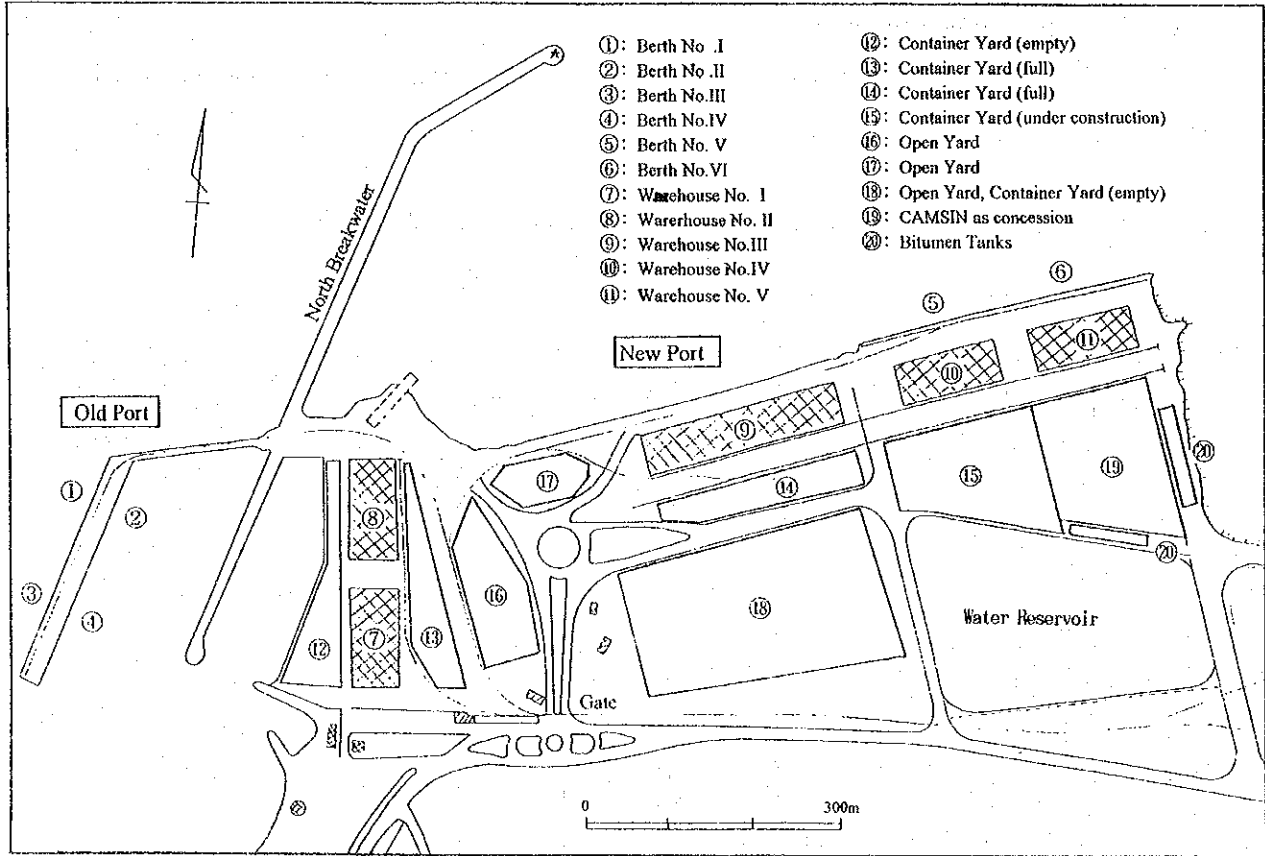 ①: Berth No .I
②: Berth No .II
③: Berth No.III
④: Berth No.IV
⑤: Berth No. V
⑥: Berth No.VI
⑦: Warehouse No. I
⑧: Warerhouse No. II
⑨: Warehouse No.III
⑩: Warehouse No.IV
⑪: Warehouse No. V
⑫: Container Yard (empty)
⑬: Container Yard (full)
⑭: Container Yard (full)
⑮: Container Yard (under construction)
⑯: Open Yard
⑰: Open Yard
⑱: Open Yard, Container Yard (empty)
⑲: CAMSIN as concession
⑳: Bitumen Tanks
North Breakwater
New Port
Old Port
⑥
⑤
⑪
⑩
⑨
⑳
①
②
⑧
⑰
⑭
⑮
⑲
⑳
③
④
⑫
⑦
⑬
⑯
⑱
Water Reservoir
Gate
0 300m